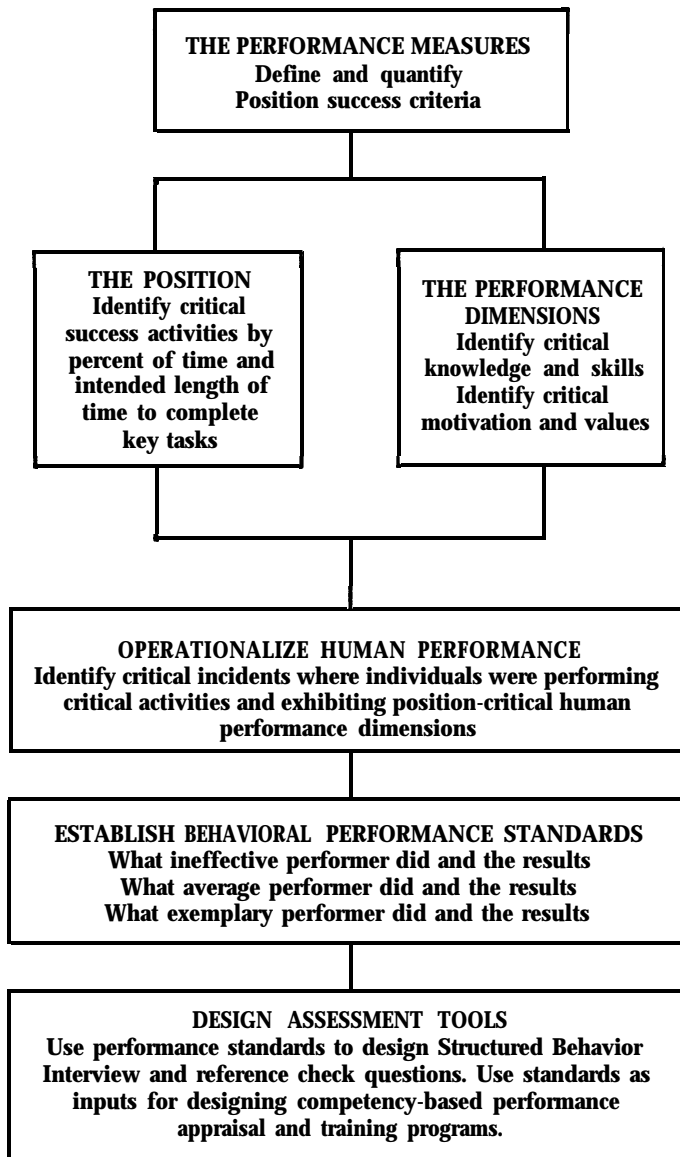 THE PERFORMANCE MEASURES
Define and quantify
Position success criteria
THE POSITION
Identify critical
success activities by
percent of time and
intended length of
time to complete
key tasks
THE PERFORMANCE
DIMENSIONS
Identify critical
knowledge and skills
Identify critical
motivation and values
OPERATIONALIZE HUMAN PERFORMANCE
Identify critical incidents where individuals were performing
critical activities and exhibiting position-critical human
performance dimensions
ESTABLISH BEHAVIORAL PERFORMANCE STANDARDS
What ineffective performer did and the results
What average performer did and the results
What exemplary performer did and the results
DESIGN ASSESSMENT TOOLS
Use performance standards to design Structured Behavior
Interview and reference check questions. Use standards as
inputs for designing competency-based performance
appraisal and training programs.